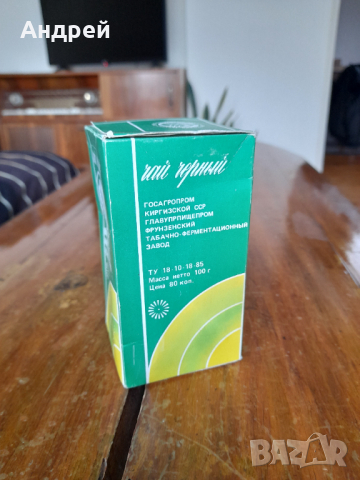 Андрей
чай черный
ГОСАГРОПРОМ
КИРГИЗСКОЙ ССР
ГЛАВУПРПИЩЕПРОМ
ФРУНЗЕНСКИЙ
ТАБАЧНО-ФЕРМЕНТАЦИОННЫЙ
ЗАВОД
ТУ 18-10-18-85
Масса нетто 100 г
Цена 80 коп.
BAZAR